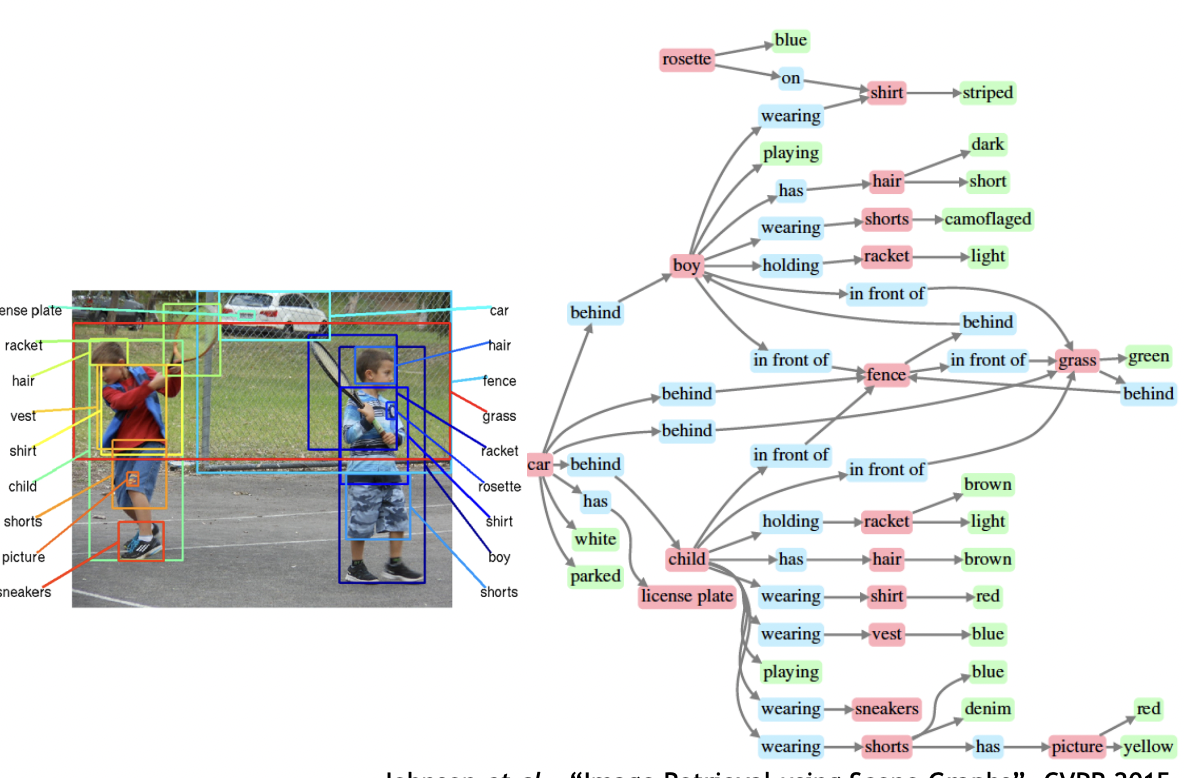 ense plate
racket
hair
vest
shirt
child
shorts
picture
sneakers
car
hair
fence
grass
racket
rosette
shirt
boy
shorts
rosette
blue
on
shirt
striped
wearing
playing
has
hair
dark
short
wearing
shorts
camoflaged
boy
holding
racket
light
in front of
behind
behind
in front of
fence
in front of
grass
green
behind
behind
behind
car
behind
in front of
in front of
has
white
parked
license plate
child
holding
racket
brown
light
has
hair
brown
wearing
shirt
red
wearing
vest
blue
playing
wearing
sneakers
wearing
shorts
blue
denim
has
picture
red
yellow
Johnson et al., “Image Retrieval using Scene Graphs”, CVPR 2015